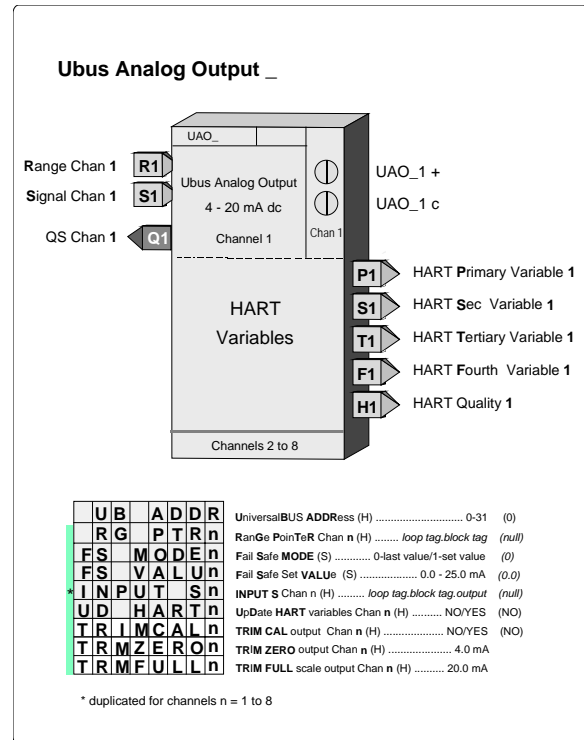 Ubus Analog Output _
UAO_
Range Chan 1 R1
Signal Chan 1 S1
QS Chan 1 Q1
Ubus Analog Output
4 - 20 mA dc
Channel 1
Chan 1
UAO_1 +
UAO_1 c
HART
Variables
P1 HART Primary Variable 1
S1 HART Sec Variable 1
T1 HART Tertiary Variable 1
F1 HART Fourth Variable 1
H1 HART Quality 1
Channels 2 to 8
UB ADDR UniversalBUS ADDRess (H) .............................. 0-31 (0)
RG PTRn RanGe PoinTeR Chan n (H) ........ loop tag.block tag (null)
FS MODEn Fail Safe MODE (S) ................... 0-last value/1-set value (0)
FS VALUn Fail Safe Set VALUe (S) .................... 0.0 - 25.0 mA (0.0)
* INPUT Sn INPUT S Chan n (H) ......... loop tag.block tag.output (null)
UD HARTn UpDate HART variables Chan n (H) .......... NO/YES (NO)
TRIMCALn TRIM CAL output Chan n (H) ...................... NO/YES (NO)
TRMZEROn TRIM ZERO output Chan n (H) ..................... 4.0 mA
TRMFULLn TRIM FULL scale output Chan n (H) .......... 20.0 mA
* duplicated for channels n = 1 to 8